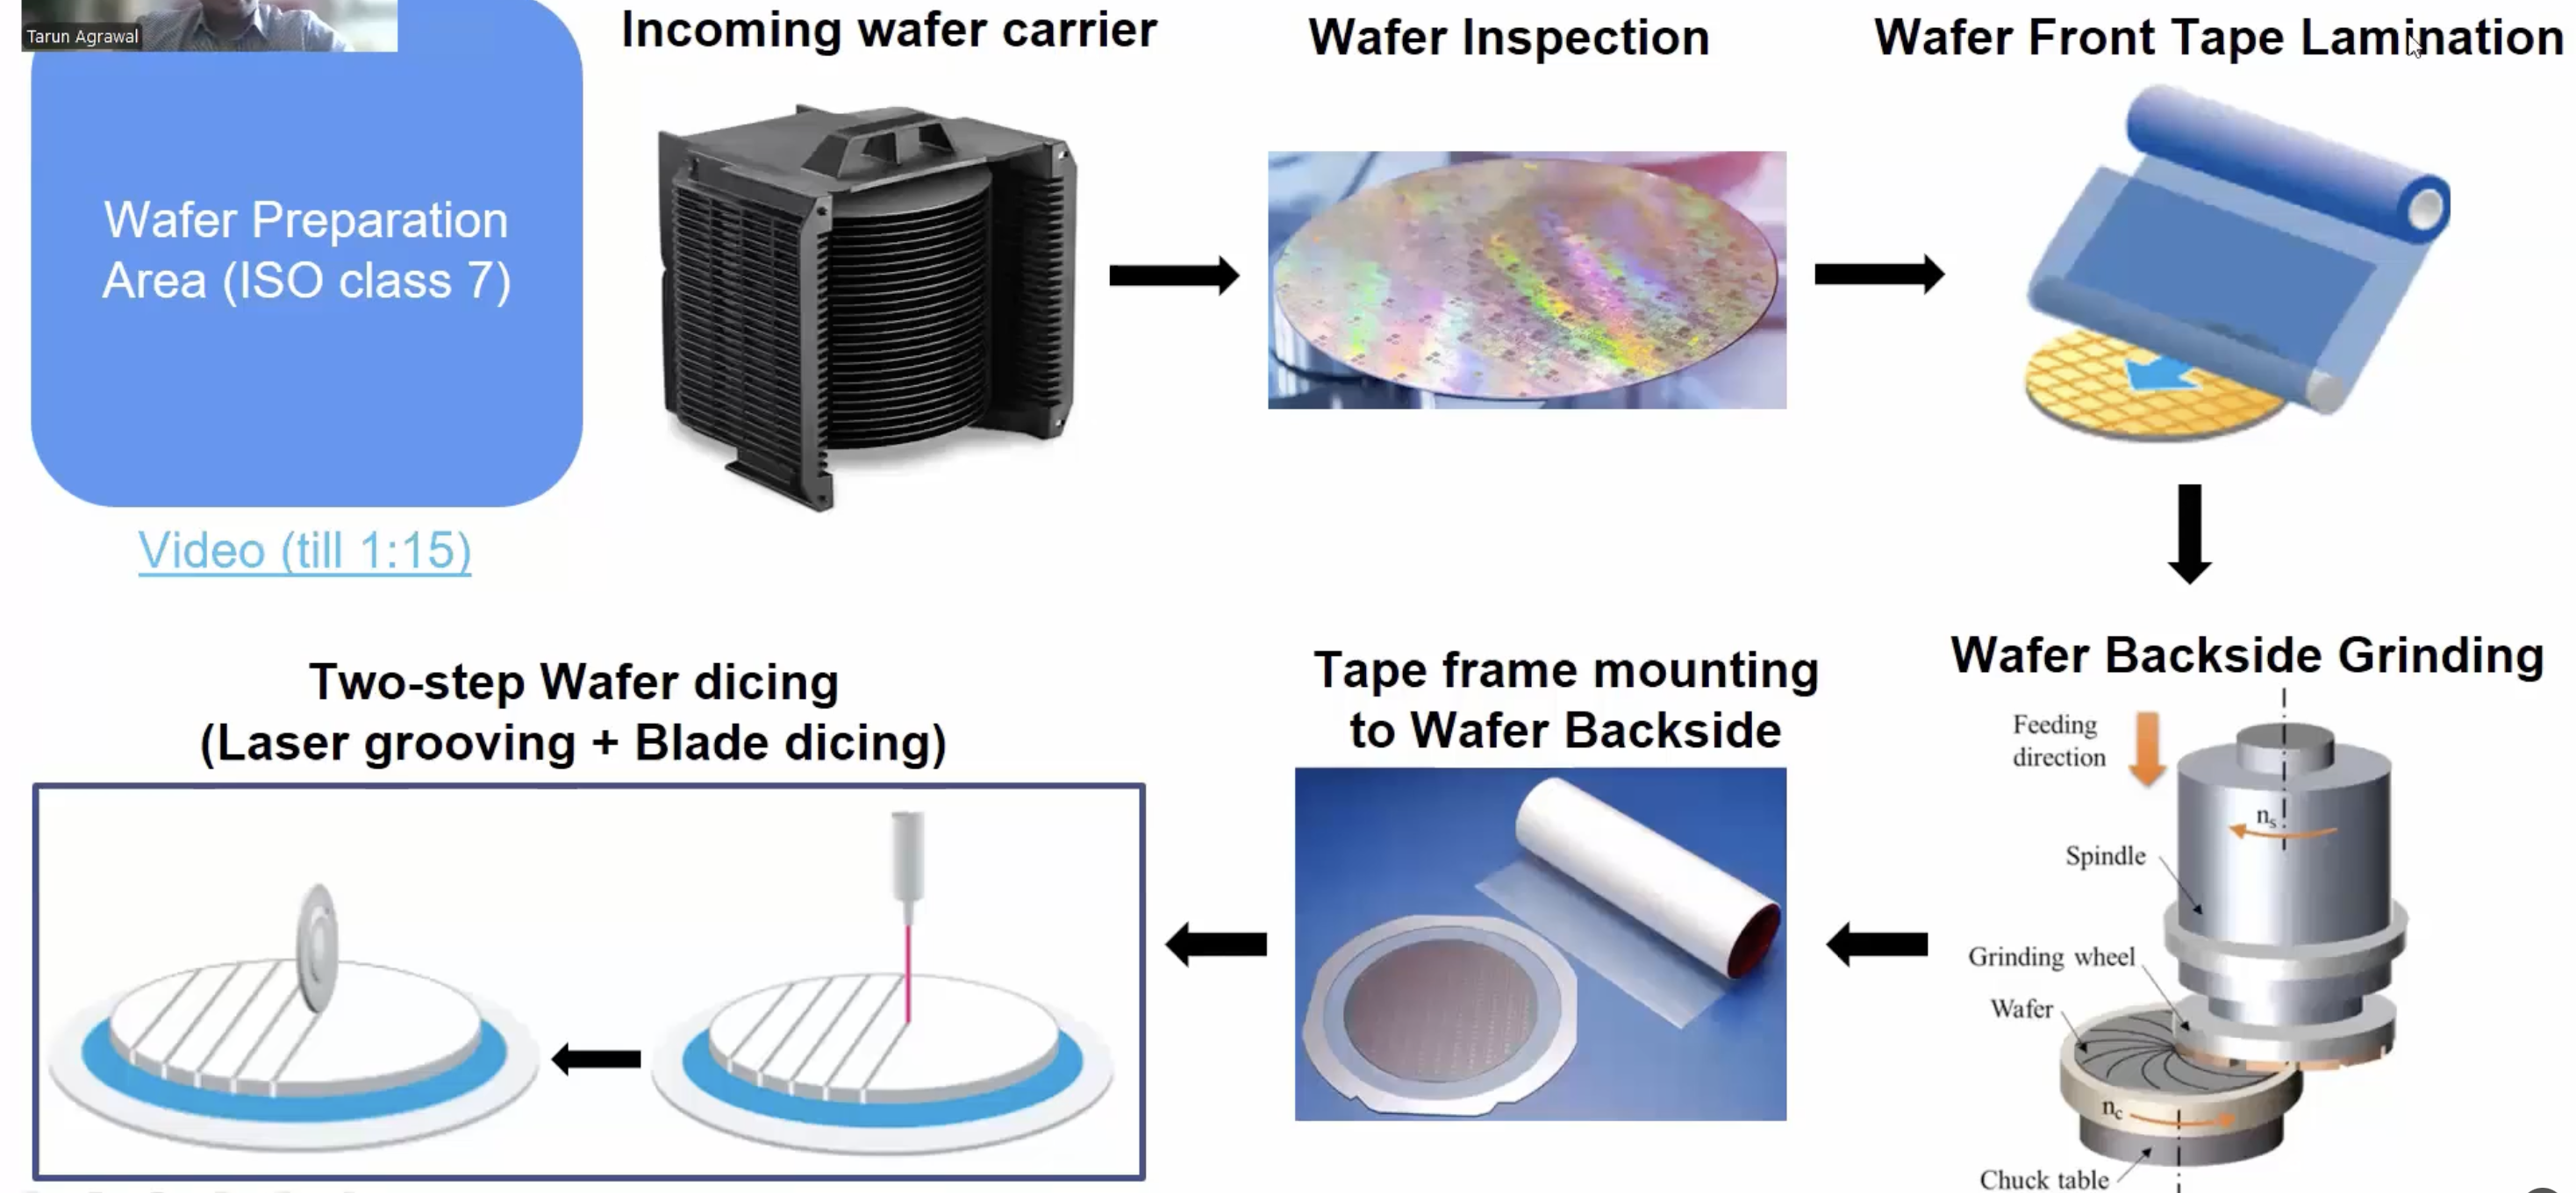 Tarun Agrawal
Incoming wafer carrier
Wafer Inspection
Wafer Front Tape Lamination
Wafer Preparation
Area (ISO class 7)
Video (till 1:15)
Wafer Backside Grinding
Feeding
direction
n_s
Spindle
Grinding wheel
Wafer
n_c
Chuck table
Tape frame mounting
to Wafer Backside
Two-step Wafer dicing
(Laser grooving + Blade dicing)